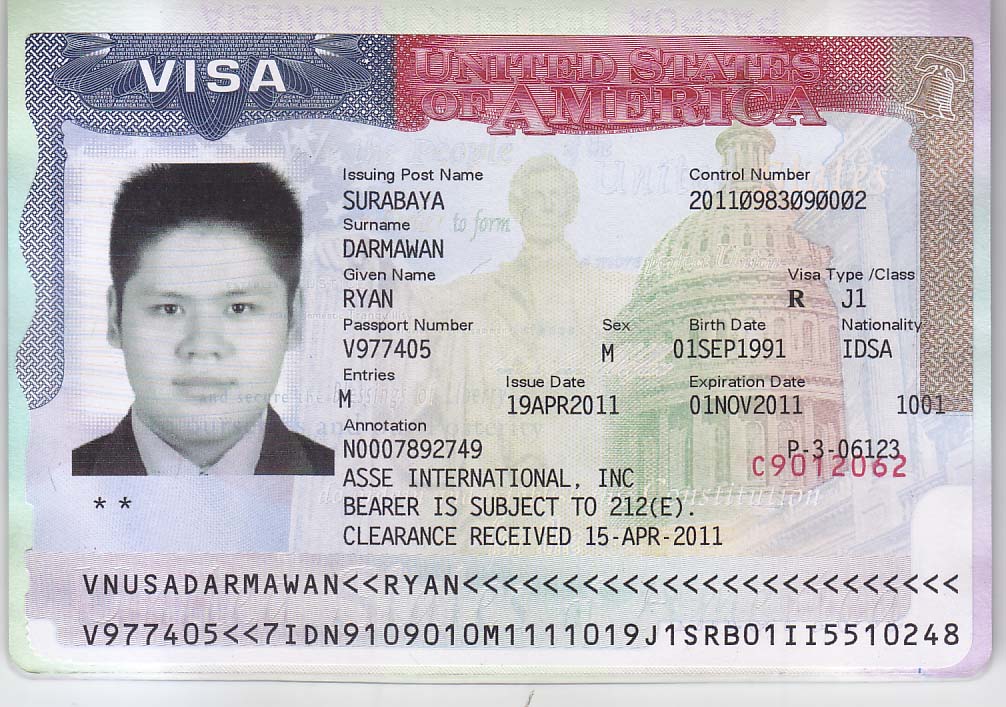 VISA
UNITED STATES
OF AMERICA
Issuing Post Name Control Number
SURABAYA 20110983090002
Surname
DARMAWAN
Given Name Visa Type /Class
RYAN R J1
Passport Number Sex Birth Date Nationality
V977405 M 01SEP1991 IDSA
Entries Issue Date Expiration Date
M 19APR2011 01NOV2011 1001
Annotation
N0007892749 P-3-06123
C9012062
ASSE INTERNATIONAL, INC
BEARER IS SUBJECT TO 212(E).
CLEARANCE RECEIVED 15-APR-2011
* *
VNUSADARMAWAN<<RYAN<<<<<<<<<<<<<<<<<<<<<<<<<
V977405<<7IDN9109010M1111019J1SRB01II5510248